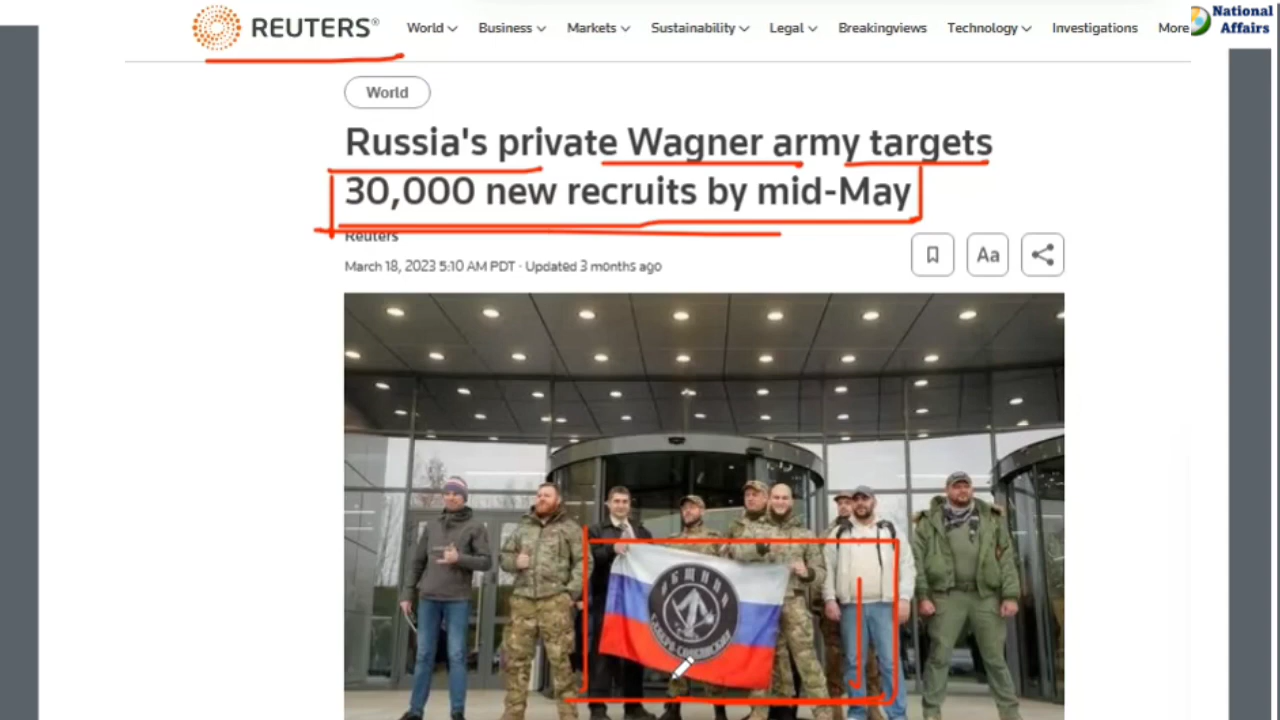 REUTERS®
World Business Markets Sustainability Legal Breakingviews Technology Investigations More
National
Affairs
World
Russia's private Wagner army targets
30,000 new recruits by mid-May
Reuters
March 18, 2023 5:10 AM PDT · Updated 3 months ago
Aa
ОБЩИНА